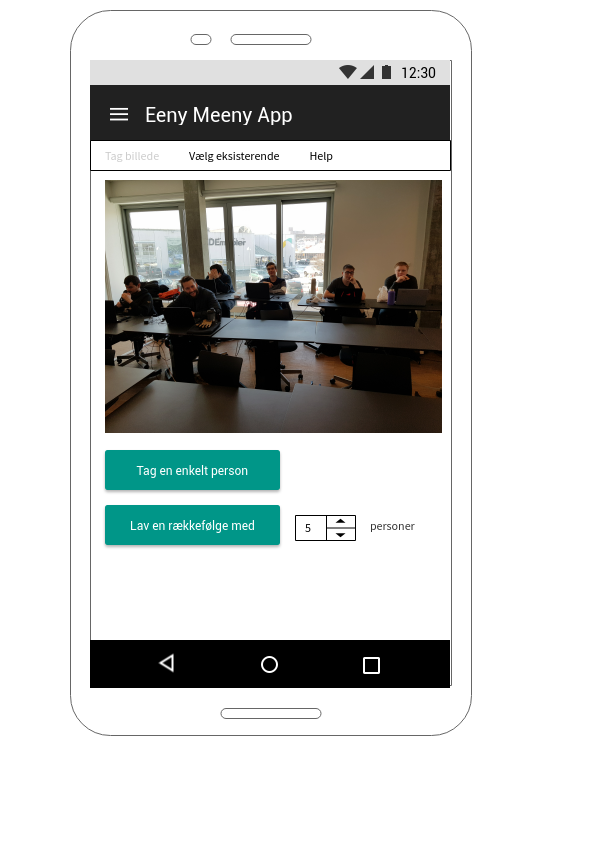 12:30
Eeny Meeny App
Tag billede Vælg eksisterende Help
Tag en enkelt person
Lav en rækkefølge med 5 personer